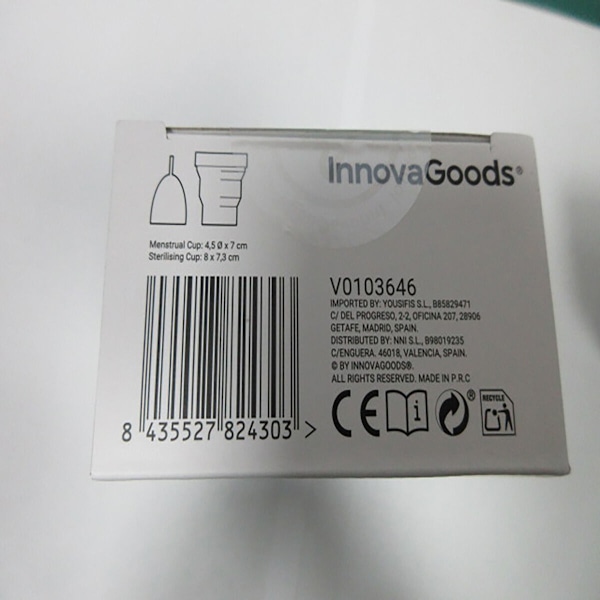 InnovaGoods®
Menstrual Cup: 4,5 Ø x 7 cm
Sterilising Cup: 8 x 7,3 cm
V0103646
IMPORTED BY: YOUSIFIS S.L., B85829471
C/ DEL PROGRESO, 2-2, OFICINA 207, 28906
GETAFE, MADRID, SPAIN.
DISTRIBUTED BY: NNI S.L., B98019235
C/ENGUERA. 46018, VALENCIA, SPAIN.
© BY INNOVAGOODS®.
ALL RIGHTS RESERVED. MADE IN P.R.C
8 435527 824303 >
CE i ® RECYCLE